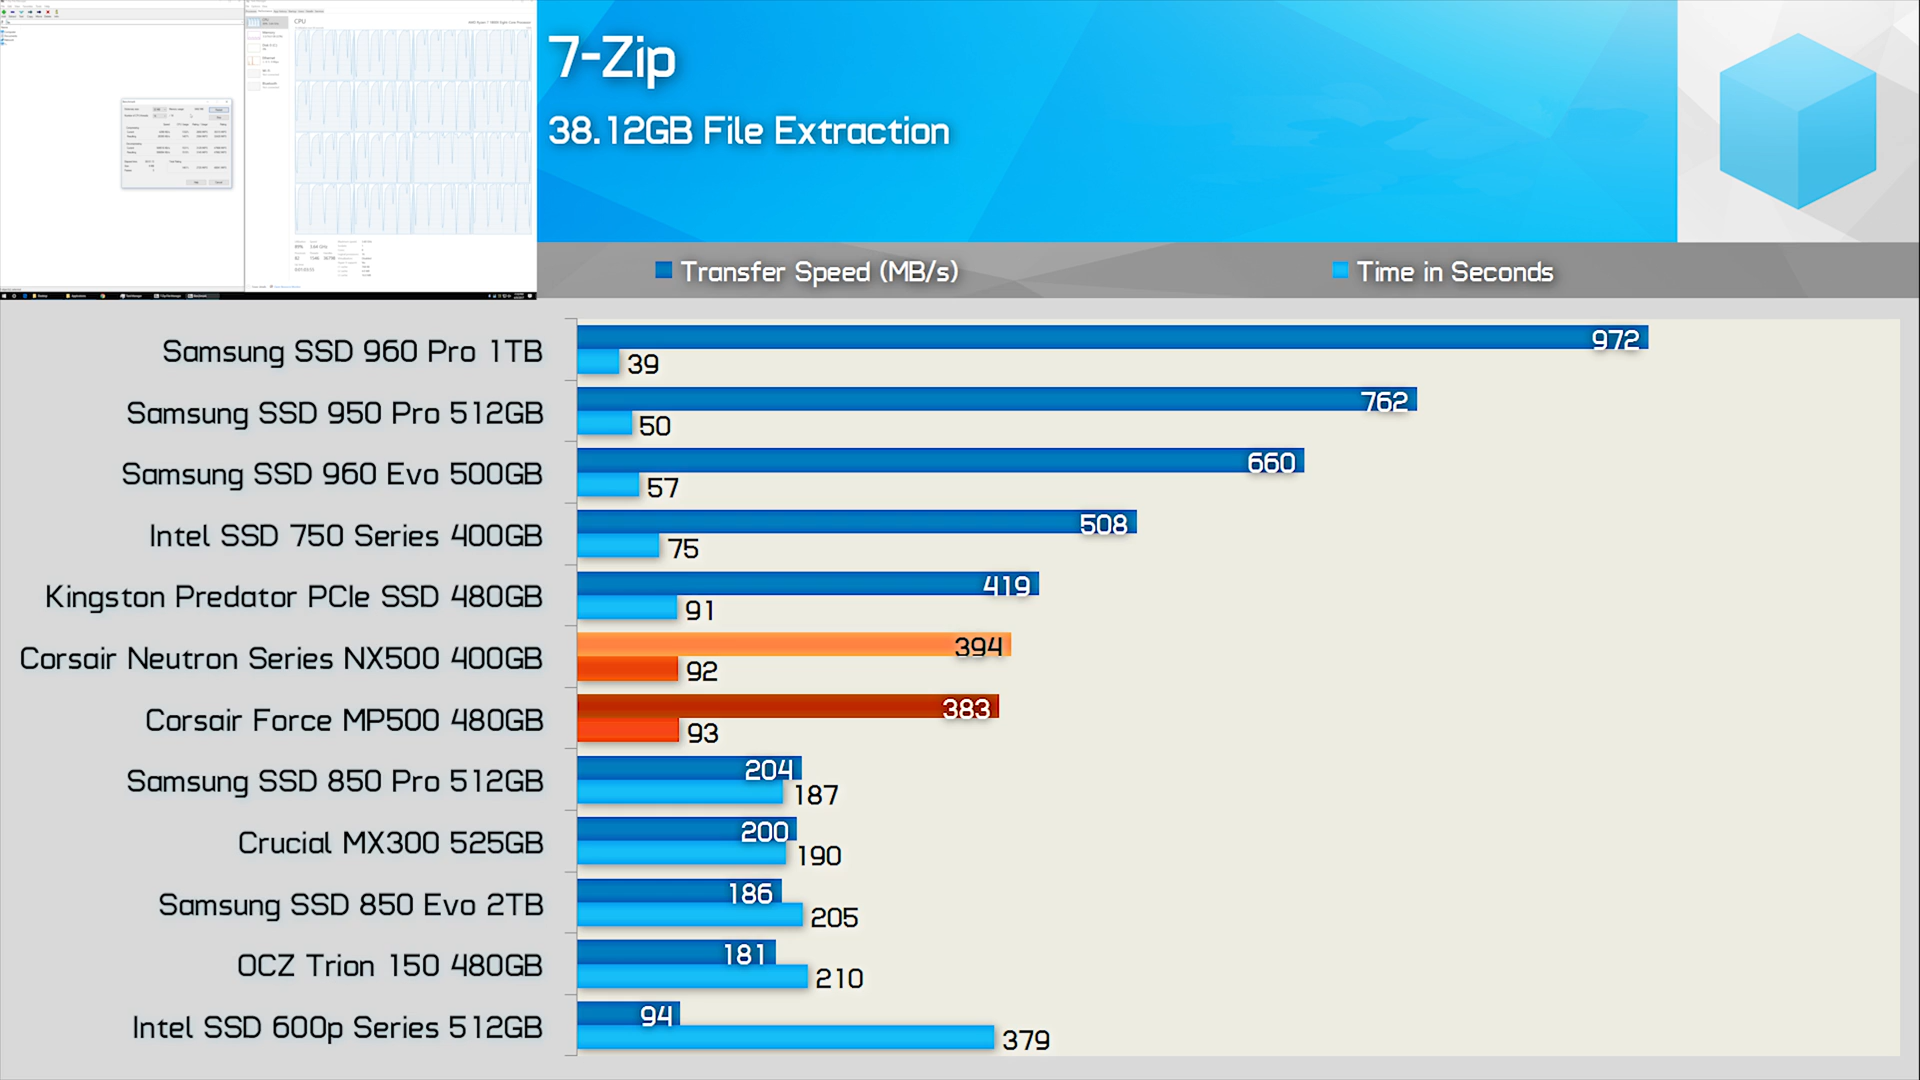 CPU
7-Zip
38.12GB File Extraction
Transfer Speed (MB/s)
Time in Seconds
Samsung SSD 960 Pro 1TB
972
39
Samsung SSD 950 Pro 512GB
762
50
Samsung SSD 960 Evo 500GB
660
57
Intel SSD 750 Series 400GB
508
75
Kingston Predator PCIe SSD 480GB
419
91
Corsair Neutron Series NX500 400GB
394
92
Corsair Force MP500 480GB
383
93
Samsung SSD 850 Pro 512GB
204
187
Crucial MX300 525GB
200
190
Samsung SSD 850 Evo 2TB
186
205
OCZ Trion 150 480GB
181
210
Intel SSD 600p Series 512GB
94
379